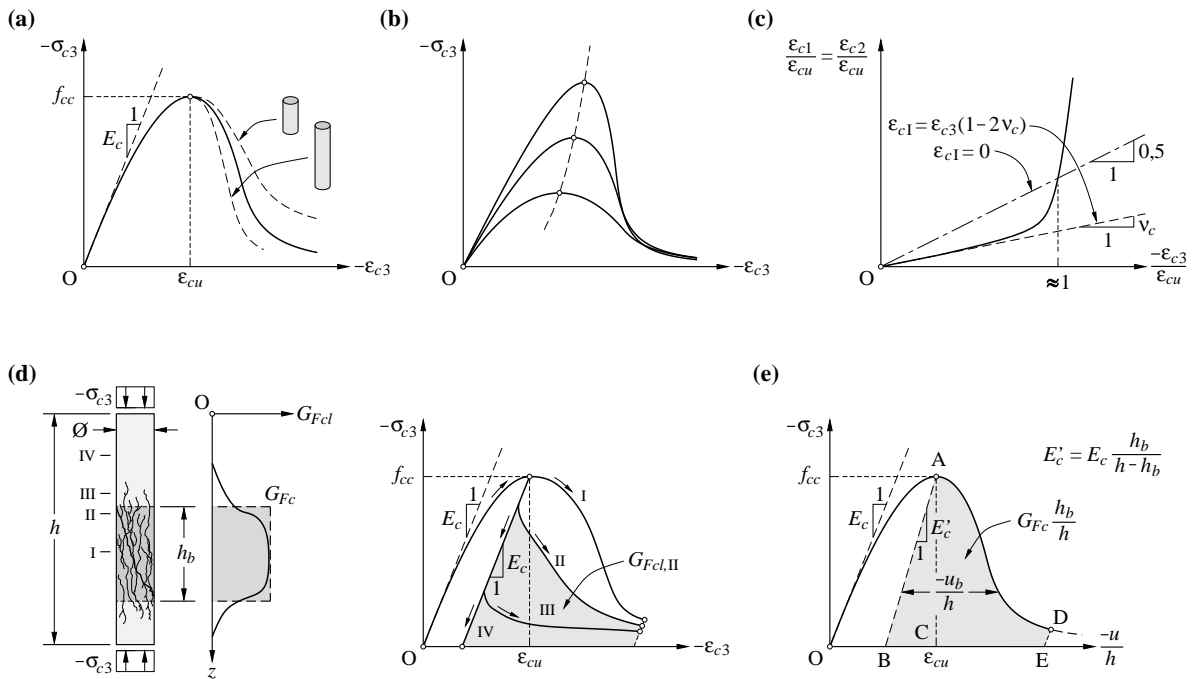 (a)
−σc3
fcc
1
Ec
O
εcu
−εc3
(b)
−σc3
O
−εc3
(c)
εc1/εcu = εc2/εcu
εcI = εc3(1−2νc)
εcI = 0
0,5
1
νc
1
O
≈1
−εc3/εcu
(d)
−σc3
Ø
IV
III
II
I
h
hb
−σc3
O
GFcl
GFc
z
−σc3
fcc
1
Ec
I
Ec
1
II
GFcl,II
III
IV
O
εcu
−εc3
(e)
−σc3
fcc
A
E'c = Ec hb/h−hb
1
Ec
E'c
1
GFc hb/h
−ub/h
C
D
O
B
εcu
E
−u/h